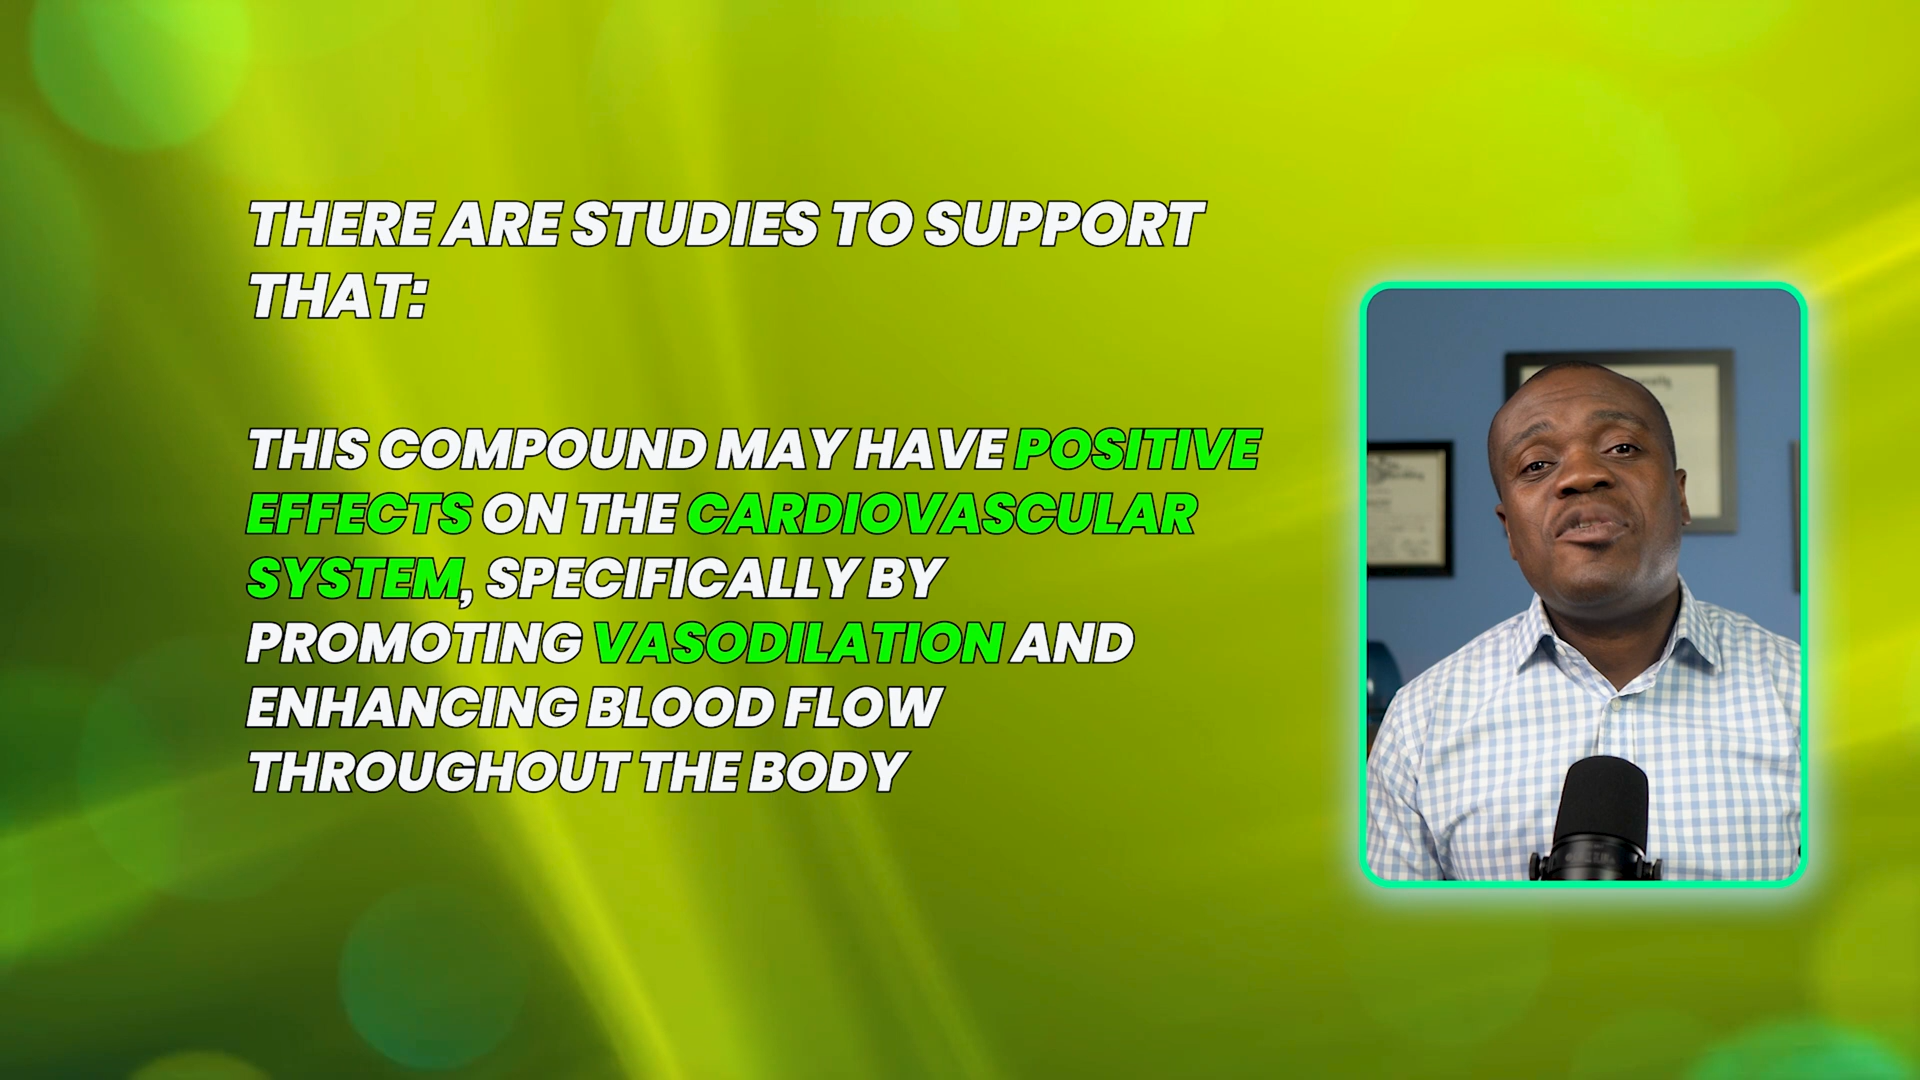 THERE ARE STUDIES TO SUPPORT
THAT:
THIS COMPOUND MAY HAVE POSITIVE
EFFECTS ON THE CARDIOVASCULAR
SYSTEM, SPECIFICALLY BY
PROMOTING VASODILATION AND
ENHANCING BLOOD FLOW
THROUGHOUT THE BODY